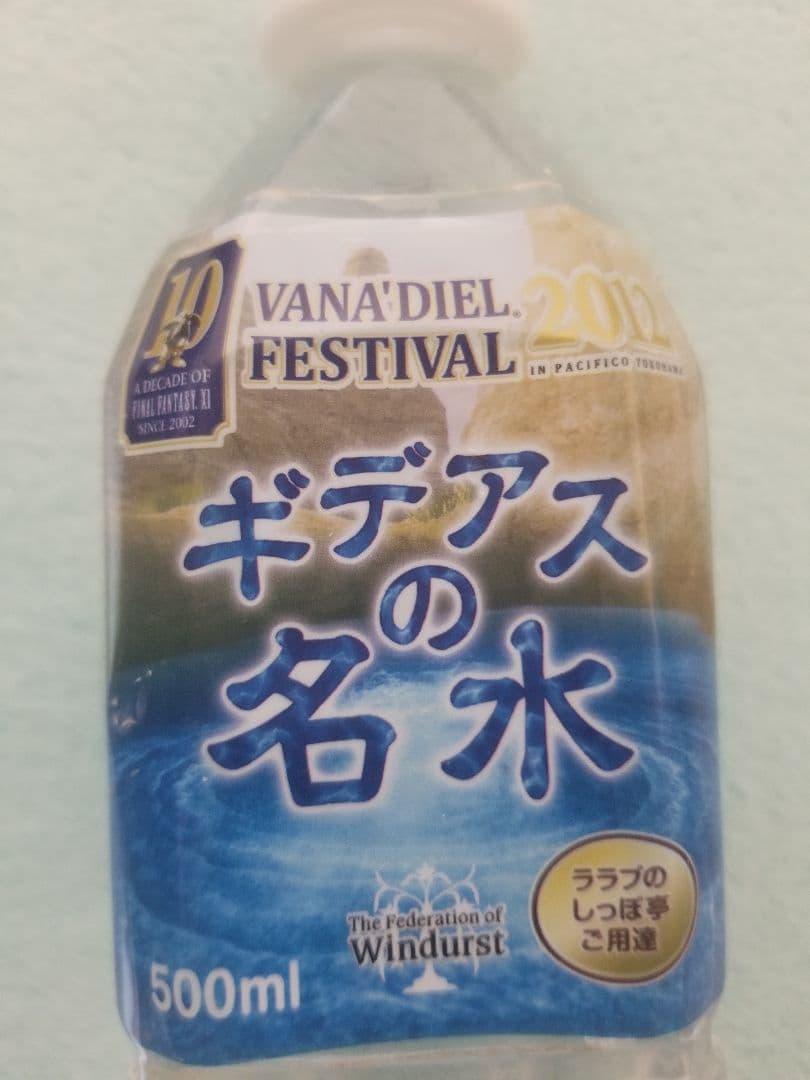 10
A DECADE OF
FINAL FANTASY. XI
SINCE 2002
VANA'DIEL®
FESTIVAL
2012
IN PACIFICO YOKOHAMA
ギデアス
の
名水
The Federation of
Windurst
ララブの
しっぽ亭
ご用達
500ml